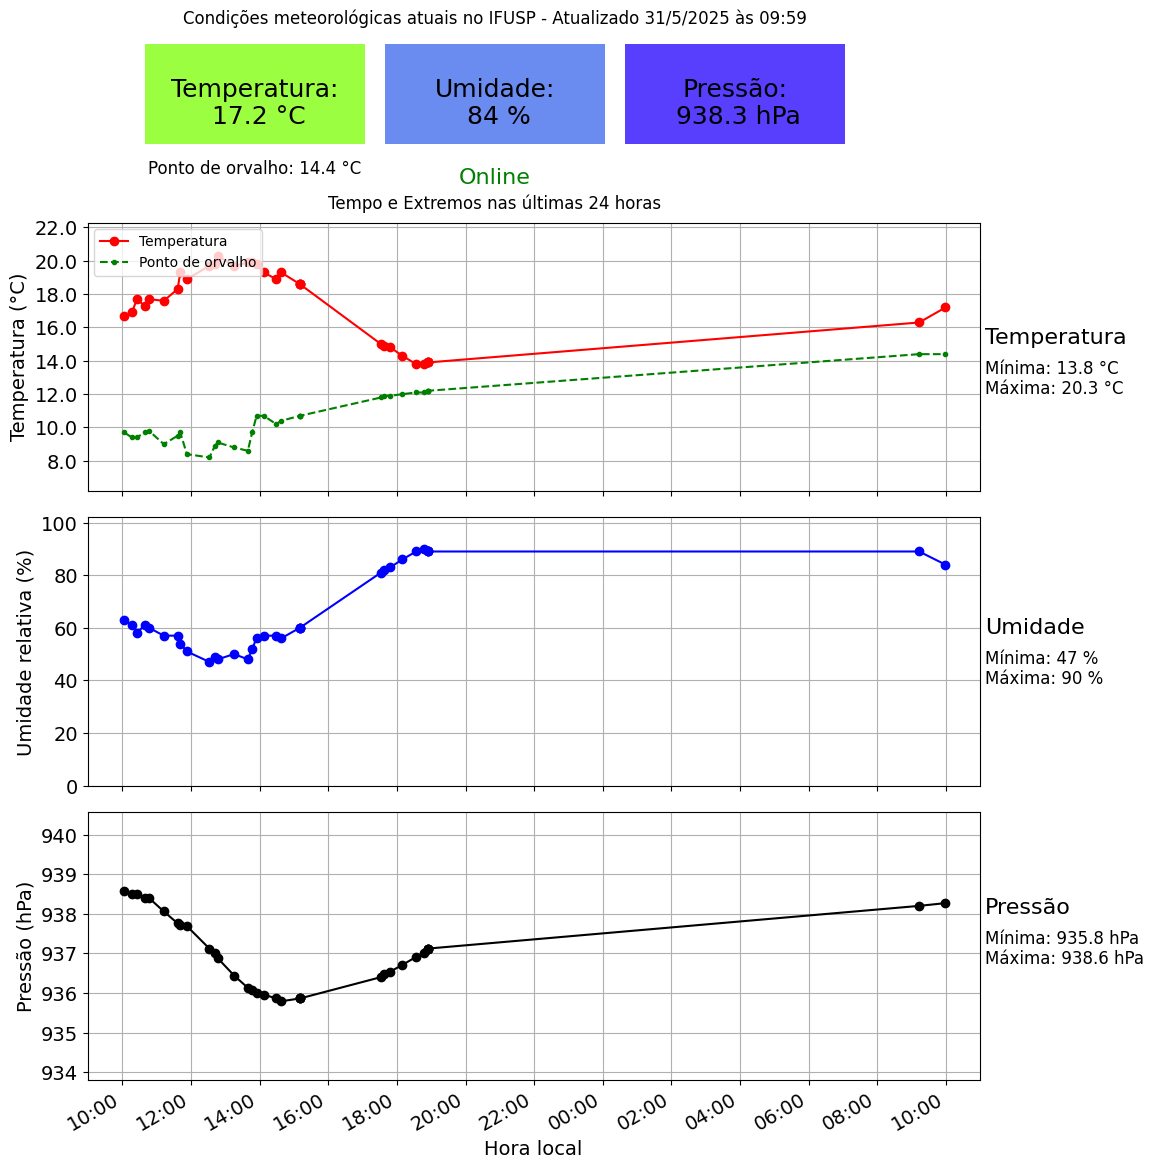 Condições meteorológicas atuais no IFUSP - Atualizado 31/5/2025 às 09:59
Temperatura:
17.2 °C
Umidade:
84 %
Pressão:
938.3 hPa
Ponto de orvalho: 14.4 °C
Online
Tempo e Extremos nas últimas 24 horas
Temperatura
Ponto de orvalho
Temperatura (°C)
22.0
20.0
18.0
16.0
14.0
12.0
10.0
8.0
Temperatura
Mínima: 13.8 °C
Máxima: 20.3 °C
Umidade relativa (%)
100
80
60
40
20
0
Umidade
Mínima: 47 %
Máxima: 90 %
Pressão (hPa)
940
939
938
937
936
935
934
Pressão
Mínima: 935.8 hPa
Máxima: 938.6 hPa
10:00 12:00 14:00 16:00 18:00 20:00 22:00 00:00 02:00 04:00 06:00 08:00 10:00
Hora local